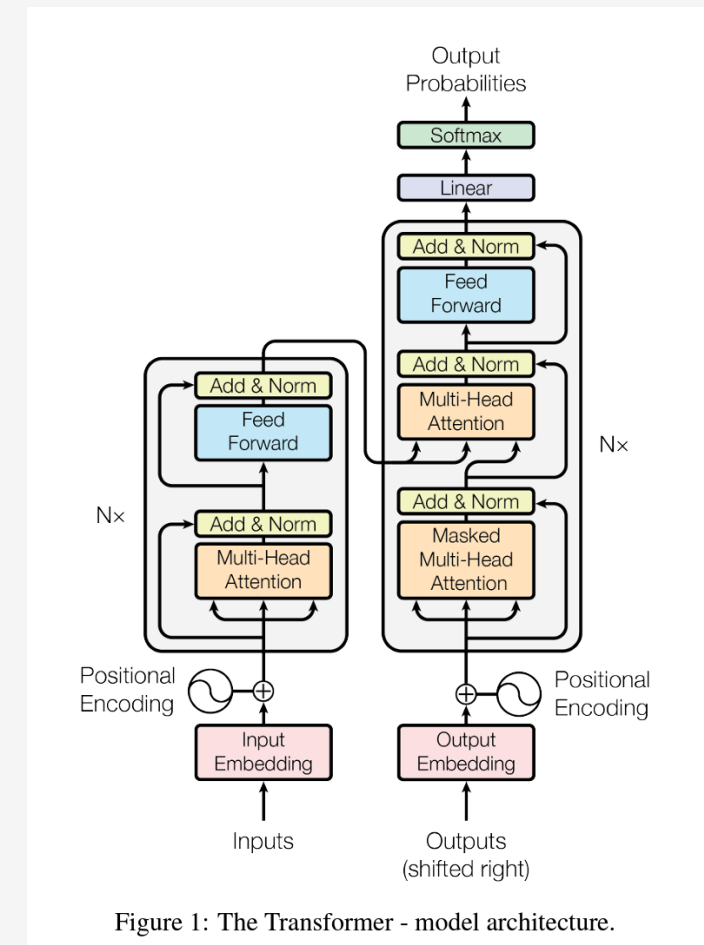 Output
Probabilities
Softmax
Linear
Add & Norm
Feed
Forward
Add & Norm
Multi-Head
Attention
Add & Norm
Masked
Multi-Head
Attention
Nx
Add & Norm
Feed
Forward
Add & Norm
Multi-Head
Attention
Nx
Positional
Encoding
Positional
Encoding
Input
Embedding
Output
Embedding
Inputs
Outputs
(shifted right)
Figure 1: The Transformer - model architecture.